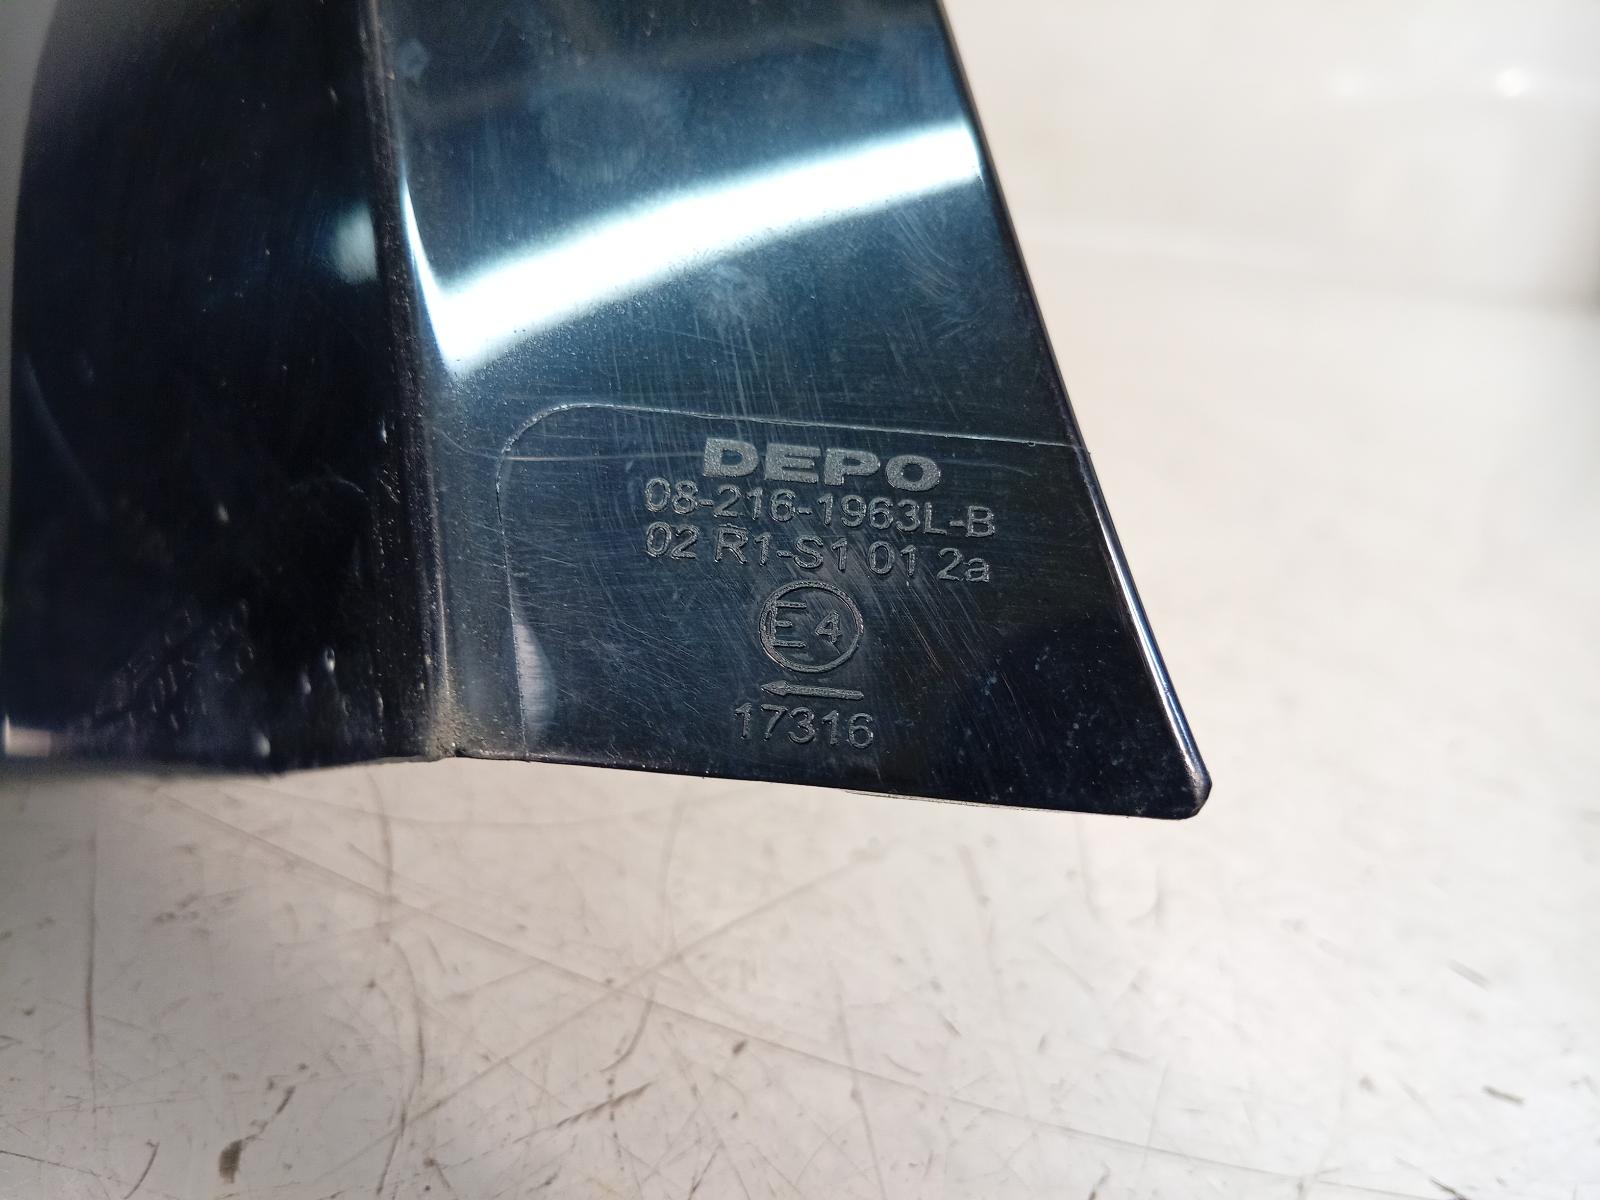 DEPO
08-216-1963L-B
02 R1-S1 01 2a
E4
17316